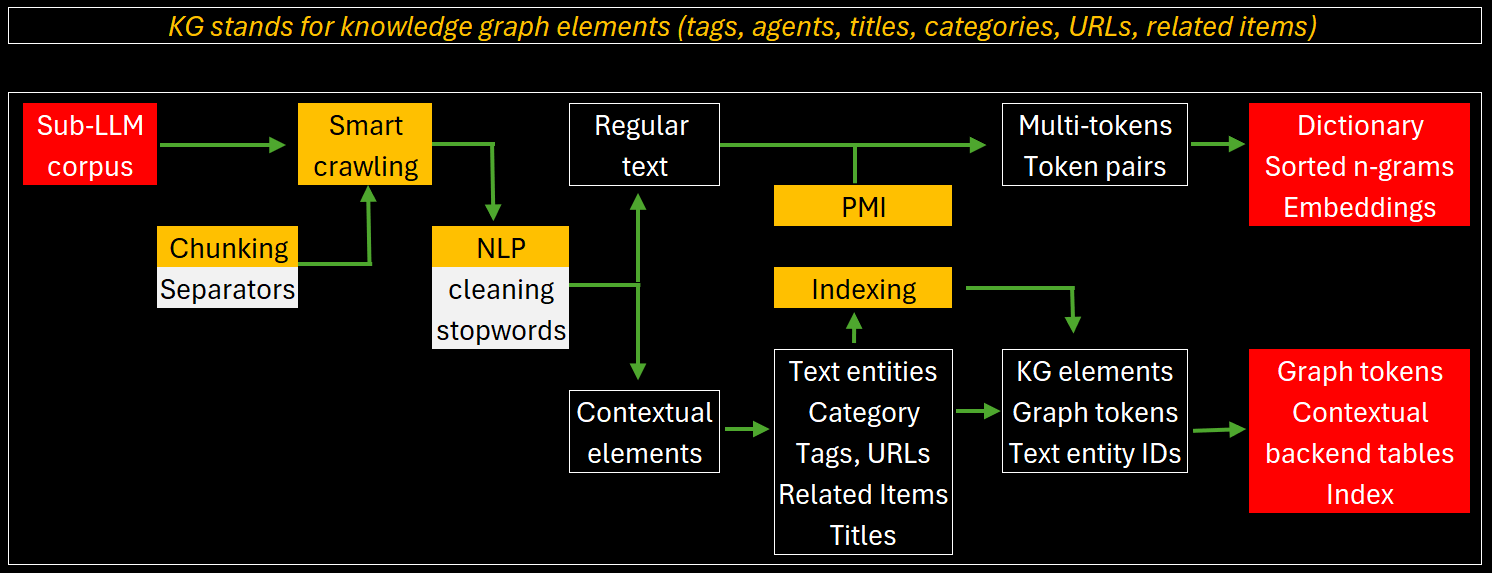 KG stands for knowledge graph elements (tags, agents, titles, categories, URLs, related items)
Sub-LLM
corpus
Smart
crawling
Chunking
Separators
NLP
cleaning
stopwords
Regular
text
PMI
Multi-tokens
Token pairs
Dictionary
Sorted n-grams
Embeddings
Contextual
elements
Indexing
Text entities
Category
Tags, URLs
Related Items
Titles
KG elements
Graph tokens
Text entity IDs
Graph tokens
Contextual
backend tables
Index